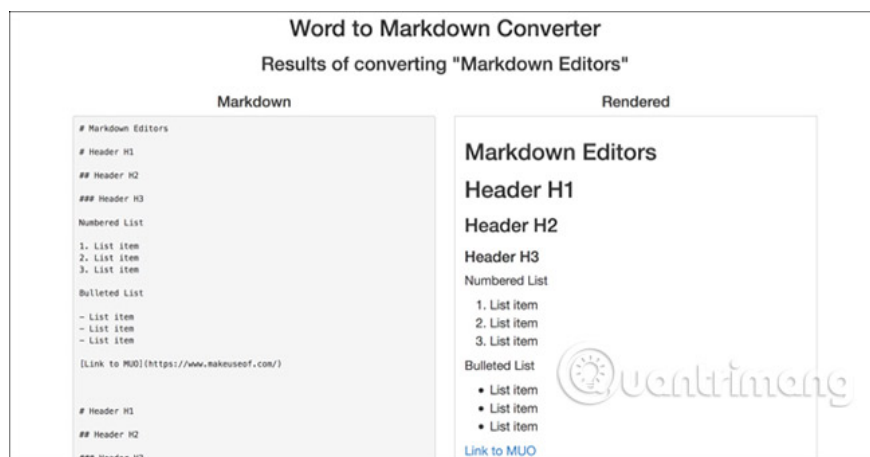 Word to Markdown Converter
Results of converting "Markdown Editors"
Markdown
# Markdown Editors
# Header H1
## Header H2
### Header H3
Numbered List
1. List item
2. List item
3. List item
Bulleted List
- List item
- List item
- List item
[Link to MUO](https://www.makeuseof.com/)
# Header H1
## Header H2
### Header H3
Rendered
Markdown Editors
Header H1
Header H2
Header H3
Numbered List
1. List item
2. List item
3. List item
Bulleted List
• List item
• List item
• List item
Link to MUO
Quantrimang